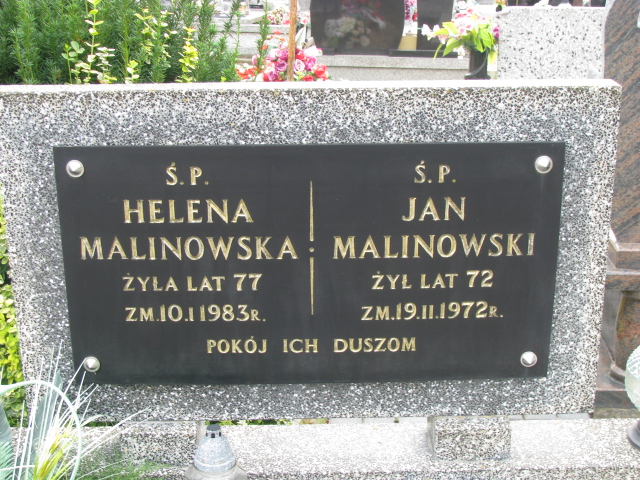 Ś.P.
HELENA
MALINOWSKA
ŻYŁA LAT 77
ZM.10.I 1983R.
Ś.P.
JAN
MALINOWSKI
ŻYŁ LAT 72
ZM.19.II.1972R.
POKÓJ ICH DUSZOM